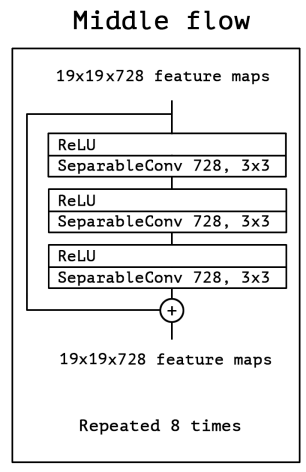 Middle flow
19x19x728 feature maps
ReLU
SeparableConv 728, 3x3
ReLU
SeparableConv 728, 3x3
ReLU
SeparableConv 728, 3x3
+
19x19x728 feature maps
Repeated 8 times